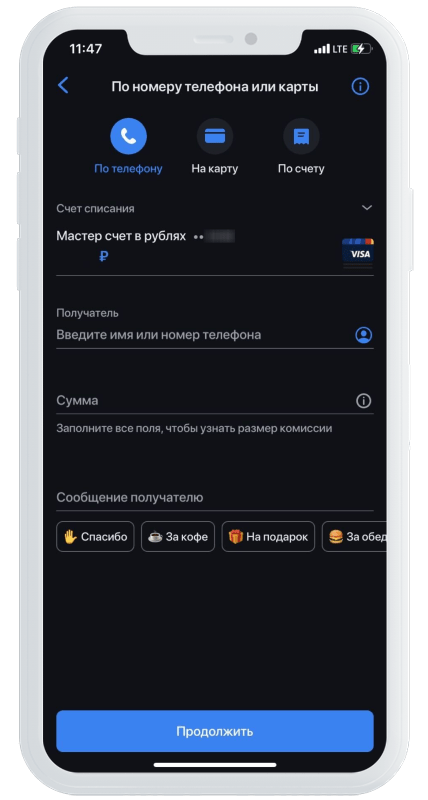 11:47
LTE
По номеру телефона или карты
По телефону
На карту
По счету
Счет списания
Мастер счет в рублях ••
₽
VISA
Получатель
Введите имя или номер телефона
Сумма
Заполните все поля, чтобы узнать размер комиссии
Сообщение получателю
Спасибо
За кофе
На подарок
За обед
Продолжить